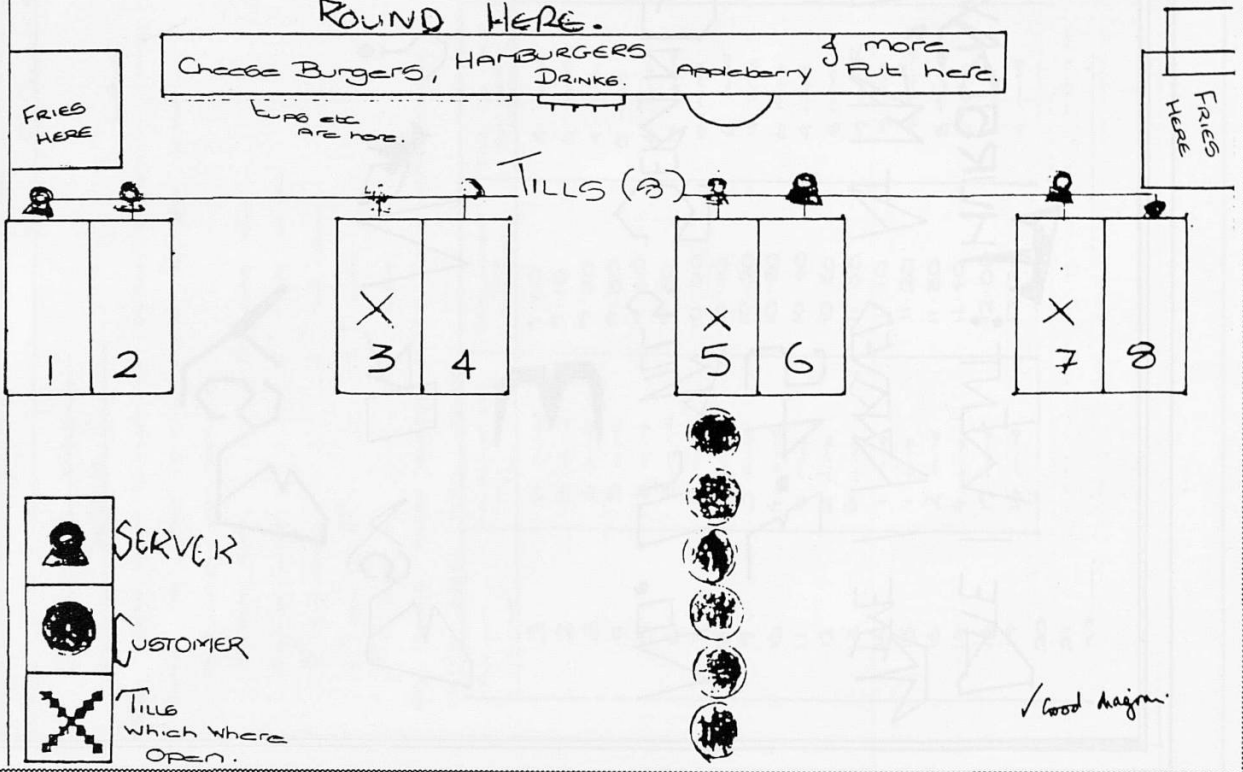 ROUND HERE.
Cheese Burgers, HAMBURGERS
DRINKS.
Appleberry
& more
Put here.
FRIES
HERE
cups etc
Are here.
FRIES
HERE
TILLS (8)
1 2 3 4 5 6 7 8
SERVER
CUSTOMER
TILLS
which where
Open.
✓ Good diagram.